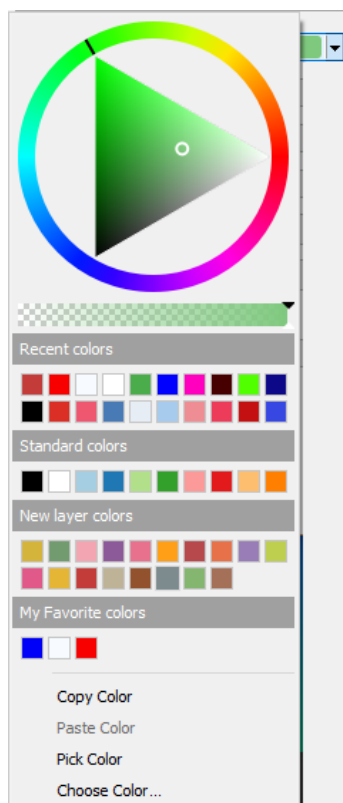 Recent colors
Standard colors
New layer colors
My Favorite colors
Copy Color
Paste Color
Pick Color
Choose Color...